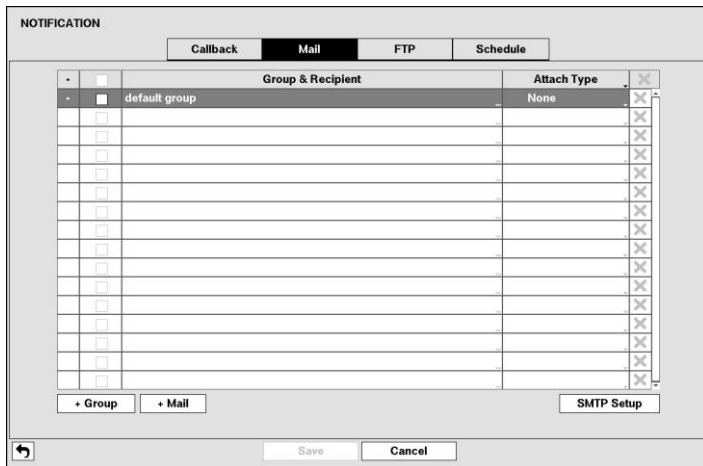 NOTIFICATION
Callback Mail FTP Schedule
- Group & Recipient Attach Type
- default group ... None
+ Group + Mail SMTP Setup
Save Cancel